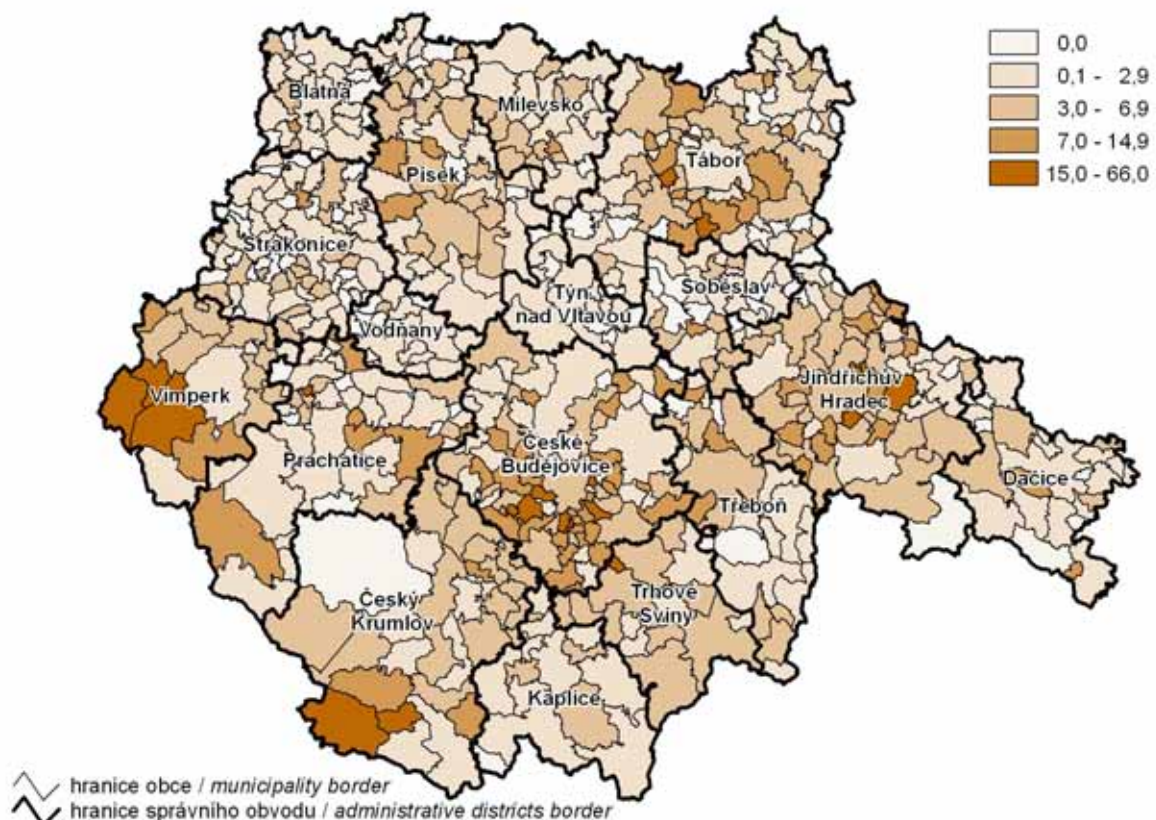 0,0
0,1 - 2,9
3,0 - 6,9
7,0 - 14,9
15,0 - 66,0
Blatná
Milevsko
Tábor
Písek
Strakonice
Soběslav
Týn
nad Vltavou
Vodňany
Vimperk
Jindřichův
Hradec
České
Budějovice
Prachatice
Dačice
Třeboň
Český
Krumlov
Trhové
Sviny
Kaplice
hranice obce / municipality border
hranice správního obvodu / administrative districts border